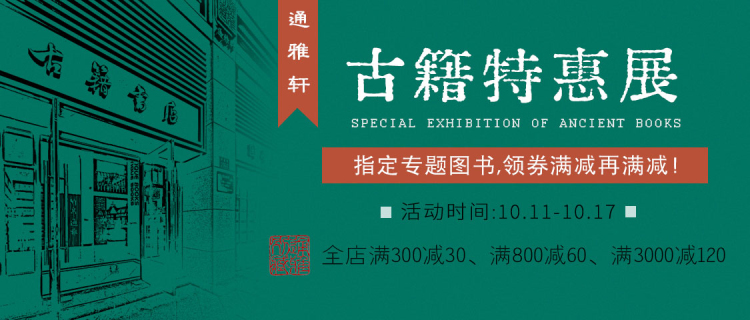 通雅轩
古籍特惠展
SPECIAL EXHIBITION OF ANCIENT BOOKS
指定专题图书,领券满减再满减!
活动时间:10.11-10.17
全店满300减30、满800减60、满3000减120
古籍书店